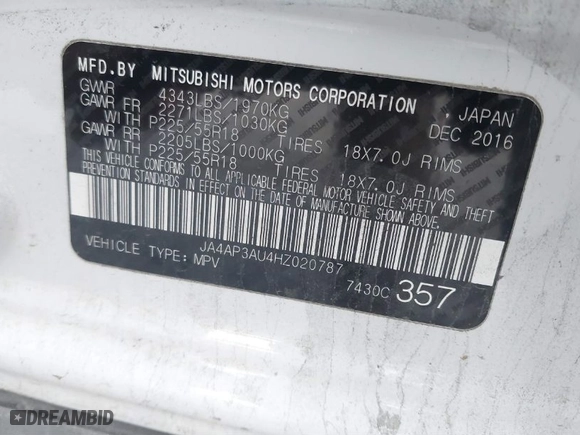 MFD.BY MITSUBISHI MOTORS CORPORATION JAPAN
GVWR 4343LBS/1970KG DEC 2016
GAWR FR 2271LBS/1030KG
WITH P225/55R18 TIRES 18X7.0J RIMS
GAWR RR 2205LBS/1000KG
WITH P225/55R18 TIRES 18X7.0J RIMS
THIS VEHICLE CONFORMS TO ALL APPLICABLE FEDERAL MOTOR VEHICLE SAFETY AND THEFT
PREVENTION STANDARDS IN EFFECT ON THE DATE OF MANUFACTURE SHOWN ABOVE.
JA4AP3AU4HZ020787
VEHICLE TYPE: MPV 7430C 357
DREAMBID